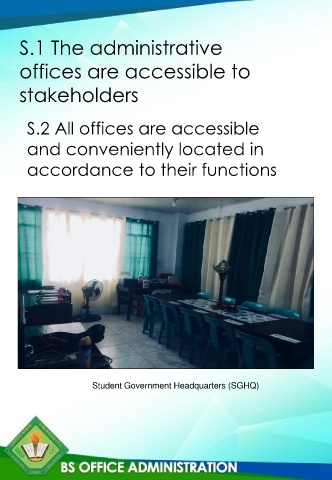 S.1 The administrative
offices are accessible to
stakeholders
S.2 All offices are accessible
and conveniently located in
accordance to their functions
Student Government Headquarters (SGHQ)
BS OFFICE ADMINISTRATION